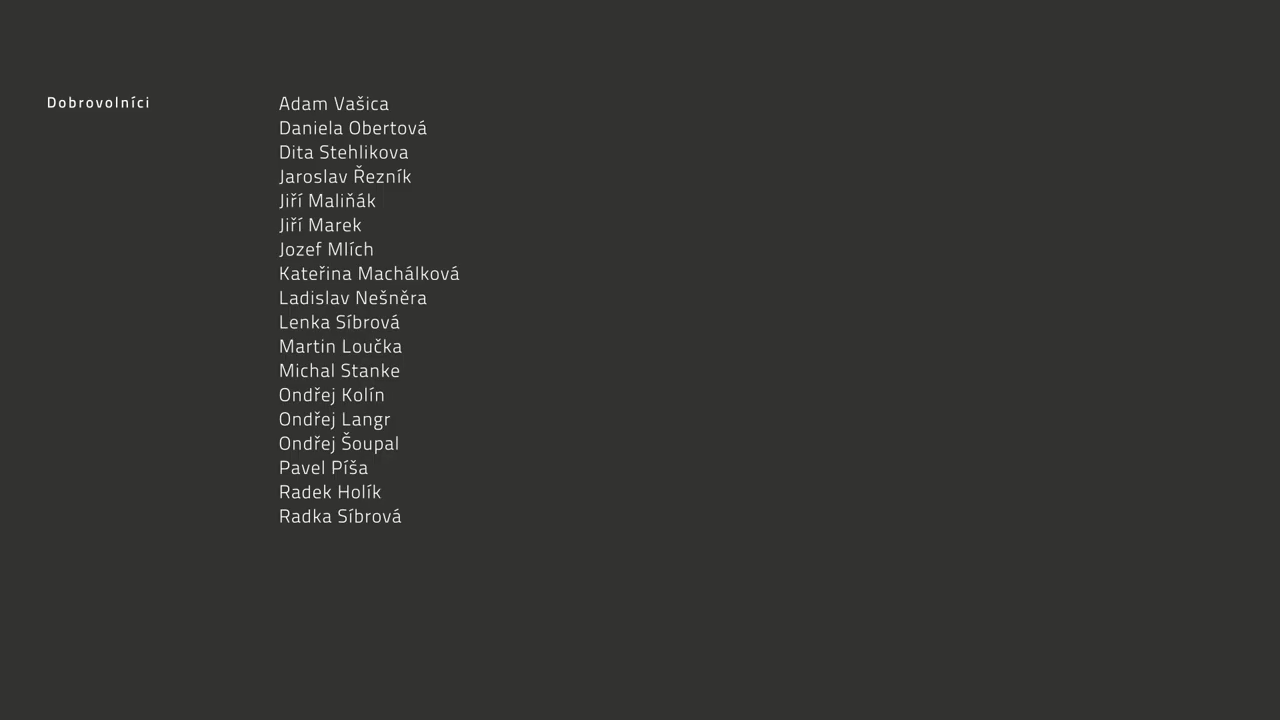 Dobrovolníci
Adam Vašica
Daniela Obertová
Dita Stehlikova
Jaroslav Řezník
Jiří Maliňák
Jiří Marek
Jozef Mlích
Kateřina Machálková
Ladislav Nešněra
Lenka Síbrová
Martin Loučka
Michal Stanke
Ondřej Kolín
Ondřej Langr
Ondřej Šoupal
Pavel Píša
Radek Holík
Radka Síbrová